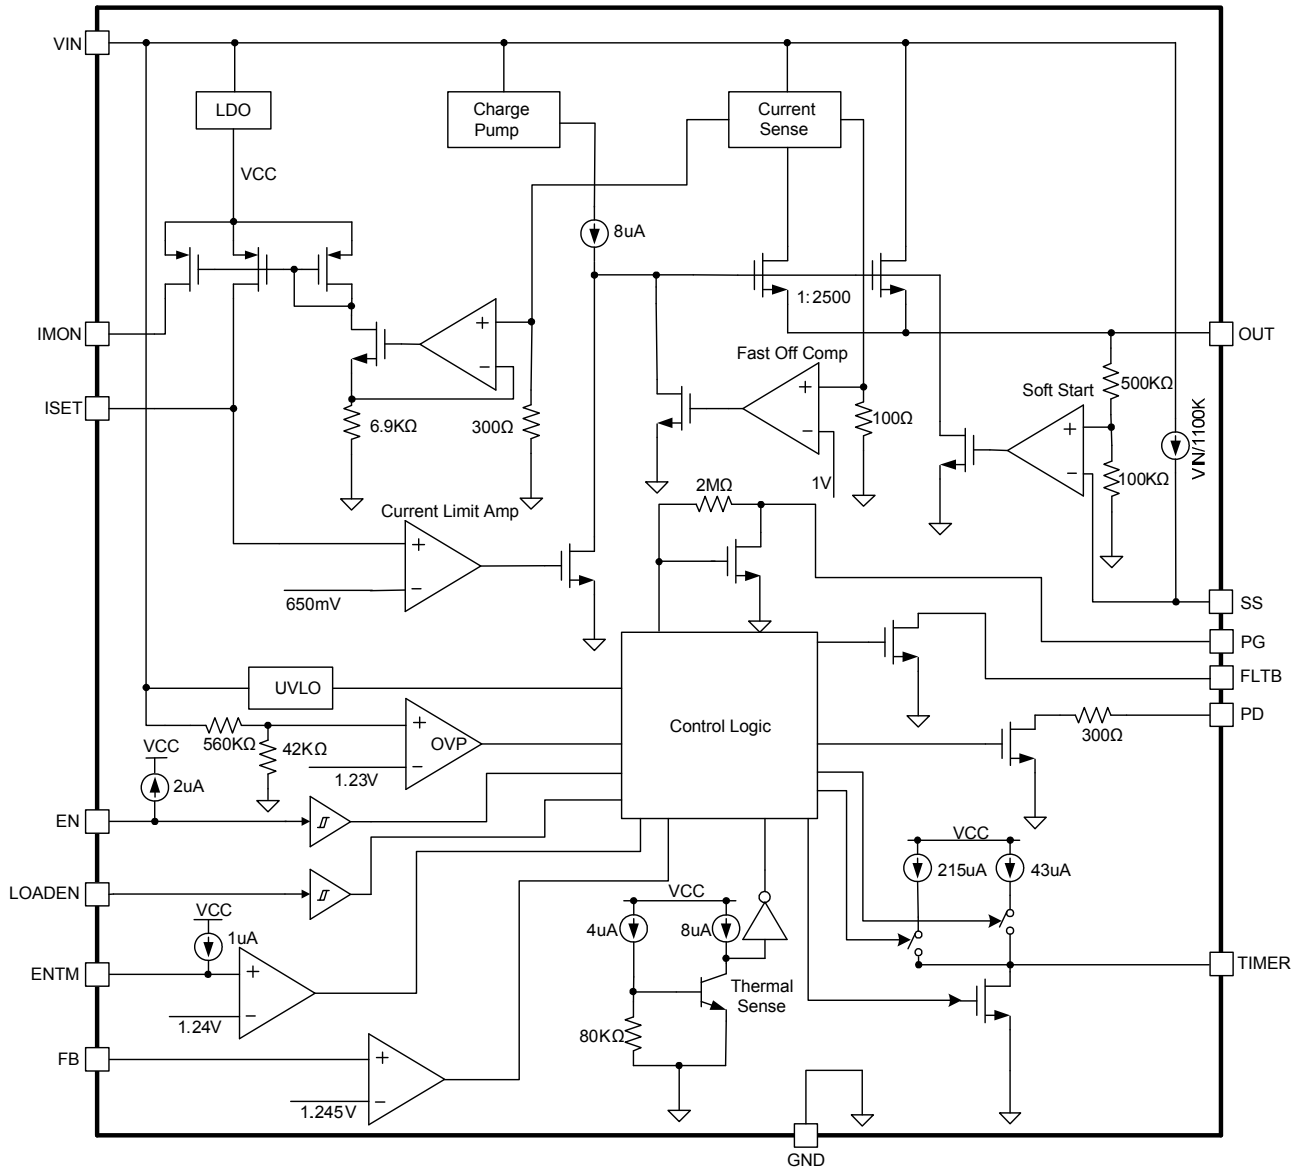 VIN
LDO
Charge
Pump
Current
Sense
VCC
8uA
1:2500
IMON
OUT
Fast Off Comp
Soft Start
500KΩ
ISET
6.9KΩ
300Ω
100Ω
VIN/1100K
1V
100KΩ
2MΩ
Current Limit Amp
650mV
SS
PG
FLTB
PD
UVLO
Control Logic
300Ω
560KΩ
42KΩ
OVP
1.23V
VCC
2uA
EN
LOADEN
VCC
215uA
43uA
VCC
4uA
8uA
VCC
1uA
ENTM
1.24V
Thermal
Sense
TIMER
80KΩ
FB
1.245V
GND